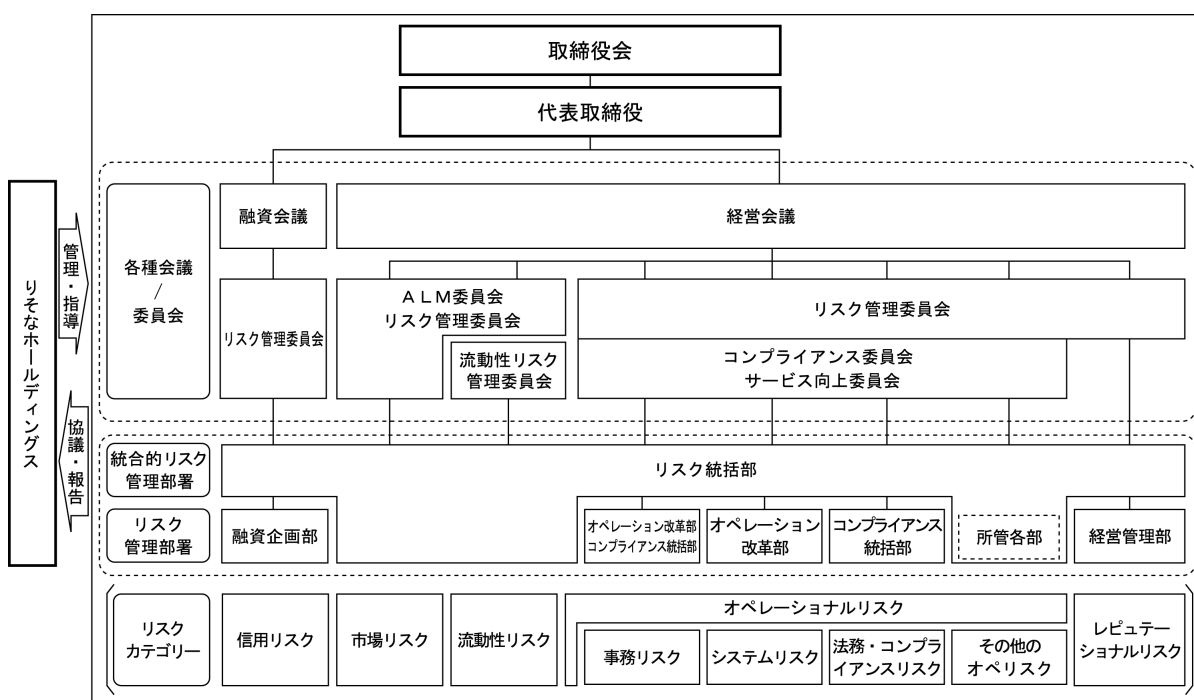 取締役会
代表取締役
りそなホールディングス
管理・指導
協議・報告
各種会議
/
委員会
融資会議
経営会議
リスク管理委員会
ＡＬＭ委員会
リスク管理委員会
流動性リスク
管理委員会
リスク管理委員会
コンプライアンス委員会
サービス向上委員会
統合的リスク
管理部署
リスク統括部
リスク
管理部署
融資企画部
オペレーション改革部
コンプライアンス統括部
オペレーション
改革部
コンプライアンス
統括部
所管各部
経営管理部
リスク
カテゴリー
信用リスク
市場リスク
流動性リスク
オペレーショナルリスク
事務リスク
システムリスク
法務・コンプラ
イアンスリスク
その他の
オペリスク
レピュテー
ショナルリスク